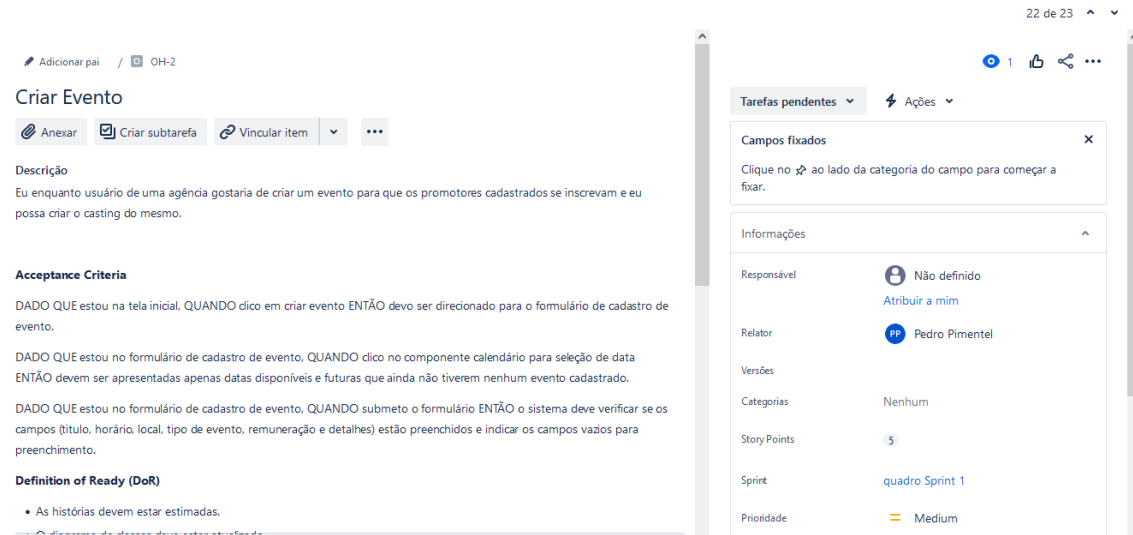 22 de 23
Adicionar pai / OH-2
Criar Evento
Anexar Criar subtarefa Vincular item
Descrição
Eu enquanto usuário de uma agência gostaria de criar um evento para que os promotores cadastrados se inscrevam e eu
possa criar o casting do mesmo.
Acceptance Criteria
DADO QUE estou na tela inicial, QUANDO clico em criar evento ENTÃO devo ser direcionado para o formulário de cadastro de
evento.
DADO QUE estou no formulário de cadastro de evento, QUANDO clico no componente calendário para seleção de data
ENTÃO devem ser apresentadas apenas datas disponíveis e futuras que ainda não tiverem nenhum evento cadastrado.
DADO QUE estou no formulário de cadastro de evento, QUANDO submeto o formulário ENTÃO o sistema deve verificar se os
campos (titulo, horário, local, tipo de evento, remuneração e detalhes) estão preenchidos e indicar os campos vazios para
preenchimento.
Definition of Ready (DoR)
• As histórias devem estar estimadas.
1
Tarefas pendentes Ações
Campos fixados
Clique no ao lado da categoria do campo para começar a
fixar.
Informações
Responsável Não definido
Atribuir a mim
Relator PP Pedro Pimentel
Versões
Categorias Nenhum
Story Points 5
Sprint quadro Sprint 1
Prioridade Medium